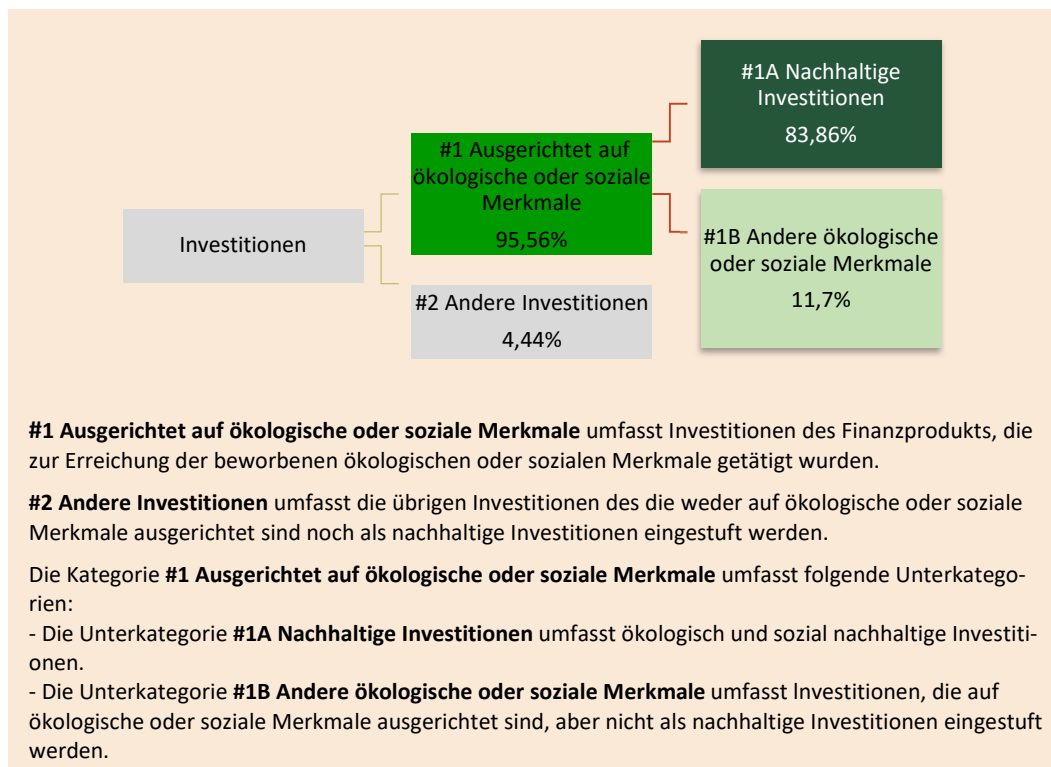 #1A Nachhaltige
Investitionen
83,86%
#1 Ausgerichtet auf
ökologische oder soziale
Merkmale
95,56%
Investitionen
#1B Andere ökologische
oder soziale Merkmale
11,7%
#2 Andere Investitionen
4,44%
#1 Ausgerichtet auf ökologische oder soziale Merkmale umfasst Investitionen des Finanzprodukts, die
zur Erreichung der beworbenen ökologischen oder sozialen Merkmale getätigt wurden.
#2 Andere Investitionen umfasst die übrigen Investitionen des die weder auf ökologische oder soziale
Merkmale ausgerichtet sind noch als nachhaltige Investitionen eingestuft werden.
Die Kategorie #1 Ausgerichtet auf ökologische oder soziale Merkmale umfasst folgende Unterkatego-
rien:
- Die Unterkategorie #1A Nachhaltige Investitionen umfasst ökologisch und sozial nachhaltige Investiti-
onen.
- Die Unterkategorie #1B Andere ökologische oder soziale Merkmale umfasst lnvestitionen, die auf
ökologische oder soziale Merkmale ausgerichtet sind, aber nicht als nachhaltige Investitionen eingestuft
werden.